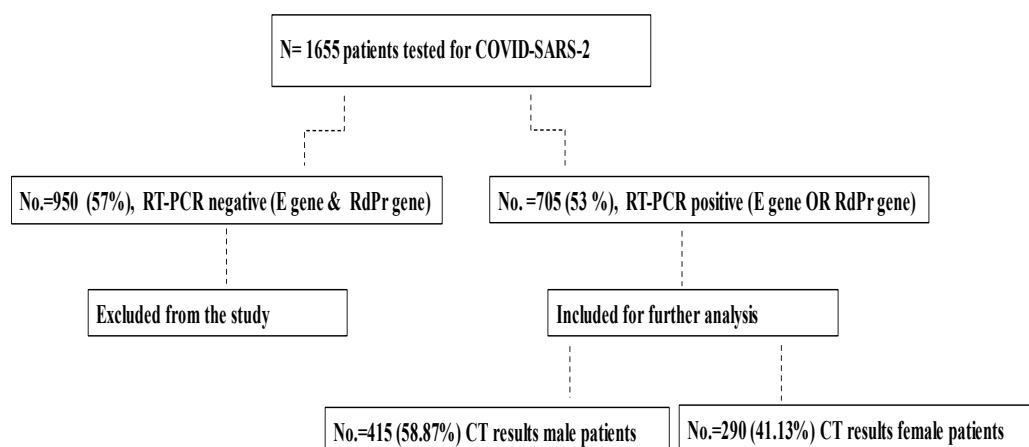 N= 1655 patients tested for COVID-SARS-2
No.=950 (57%), RT-PCR negative (E gene & RdPr gene)
No. =705 (53 %), RT-PCR positive (E gene OR RdPr gene)
Excluded from the study
Included for further analysis
No.=415 (58.87%) CT results male patients
No.=290 (41.13%) CT results female patients